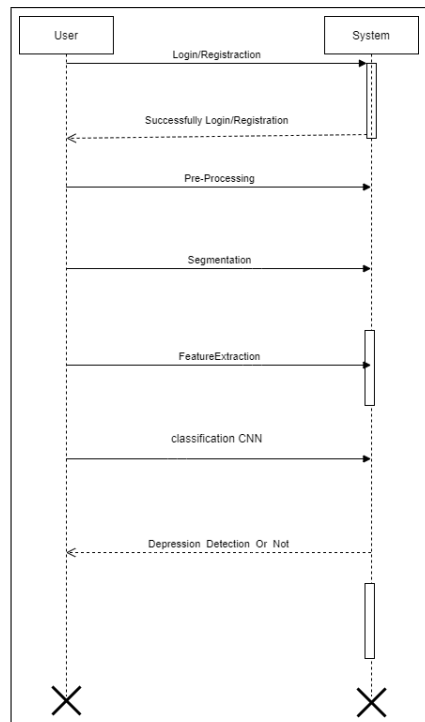 User
System
Login/Registraction
Successfully Login/Registration
Pre-Processing
Segmentation
FeatureExtraction
classification CNN
Depression Detection Or Not